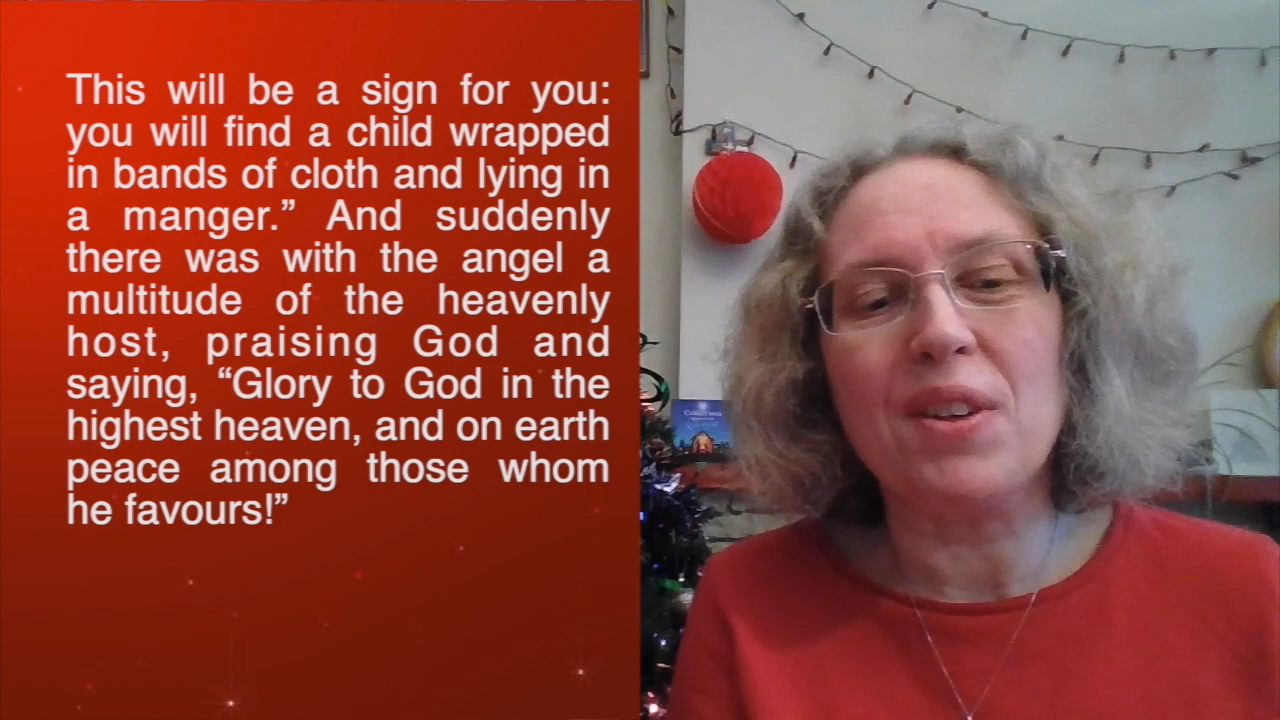 This will be a sign for you:
you will find a child wrapped
in bands of cloth and lying in
a manger.” And suddenly
there was with the angel a
multitude of the heavenly
host, praising God and
saying, “Glory to God in the
highest heaven, and on earth
peace among those whom
he favours!”